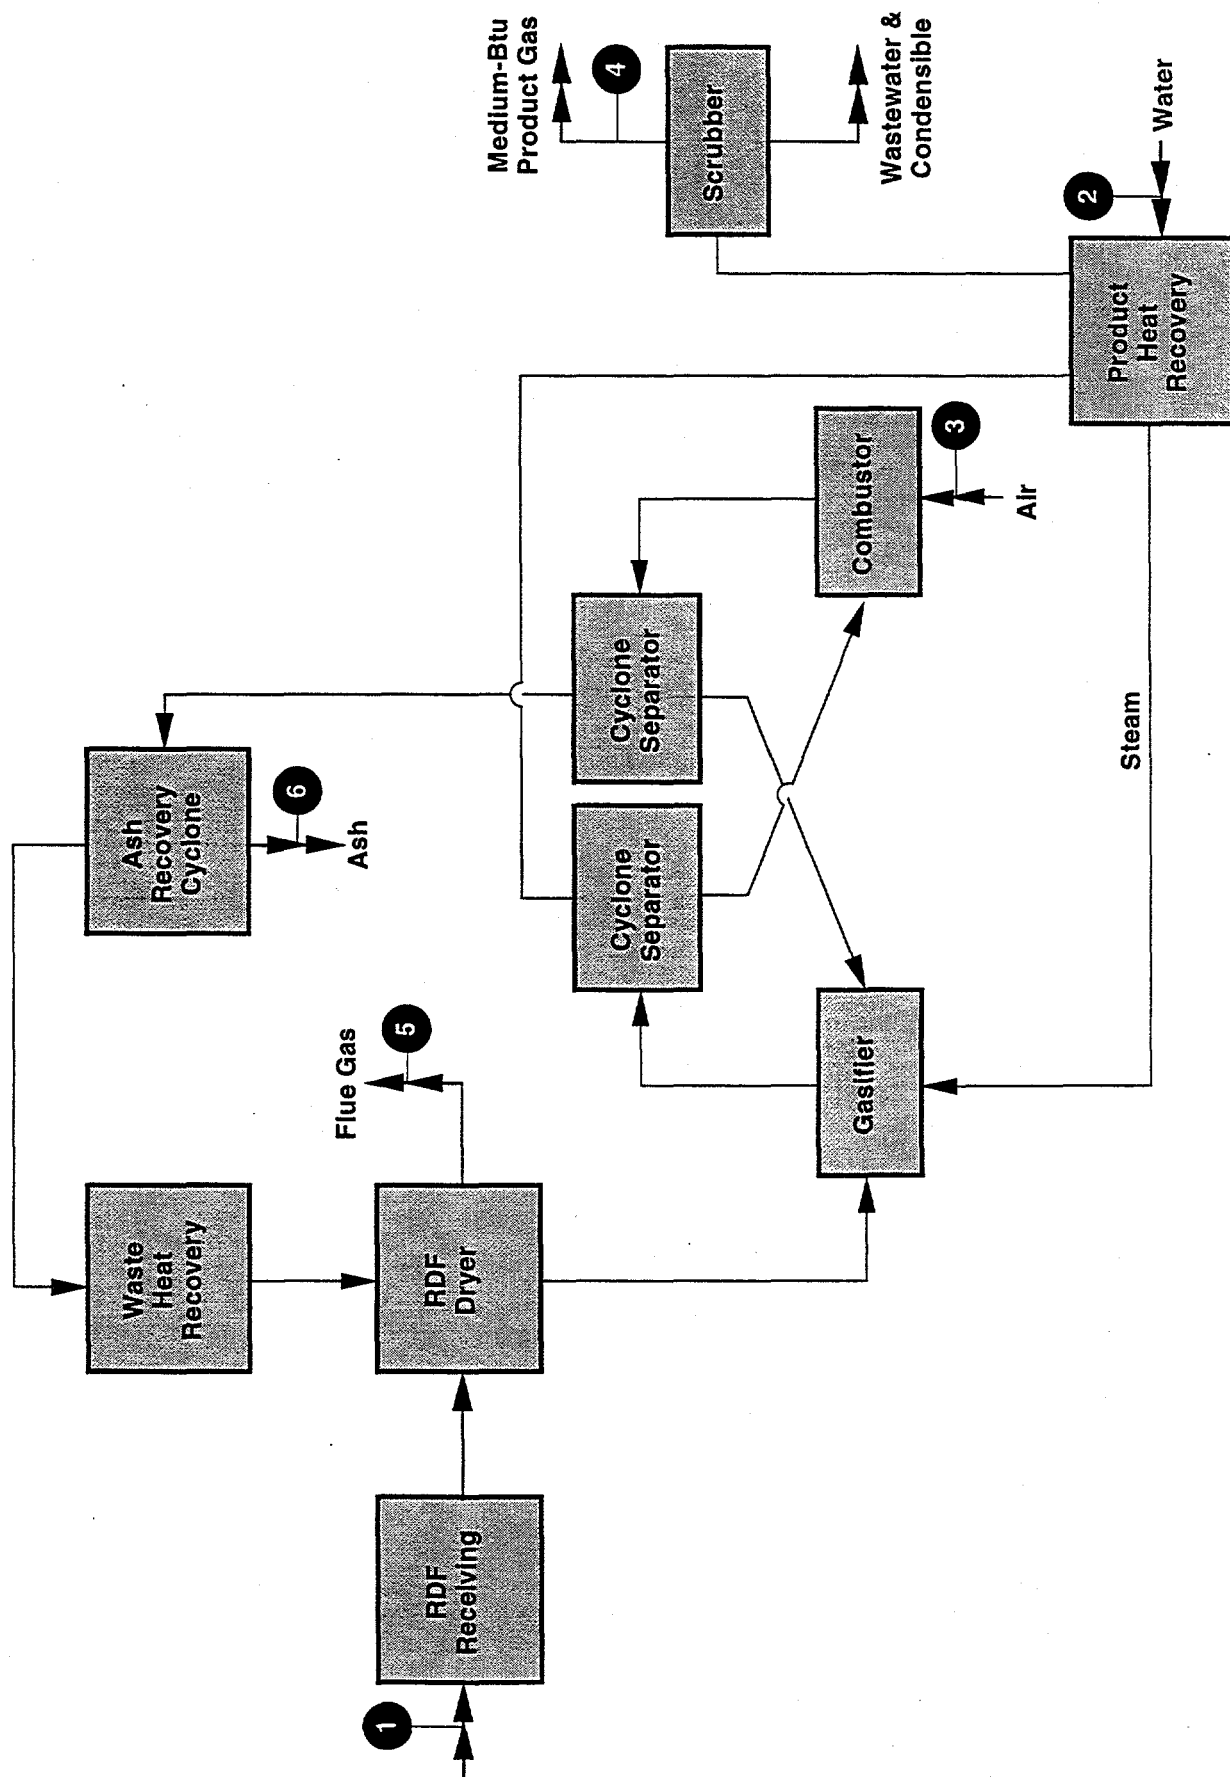 Medium-Btu
Product Gas
4
Scrubber
Wastewater &
Condensible
2
Water
Product
Heat
Recovery
3
Air
Combustor
Cyclone
Separator
Cyclone
Separator
Ash
Recovery
Cyclone
6
Ash
Steam
Gasifier
Flue Gas
5
Waste
Heat
Recovery
RDF
Dryer
RDF
Receiving
1